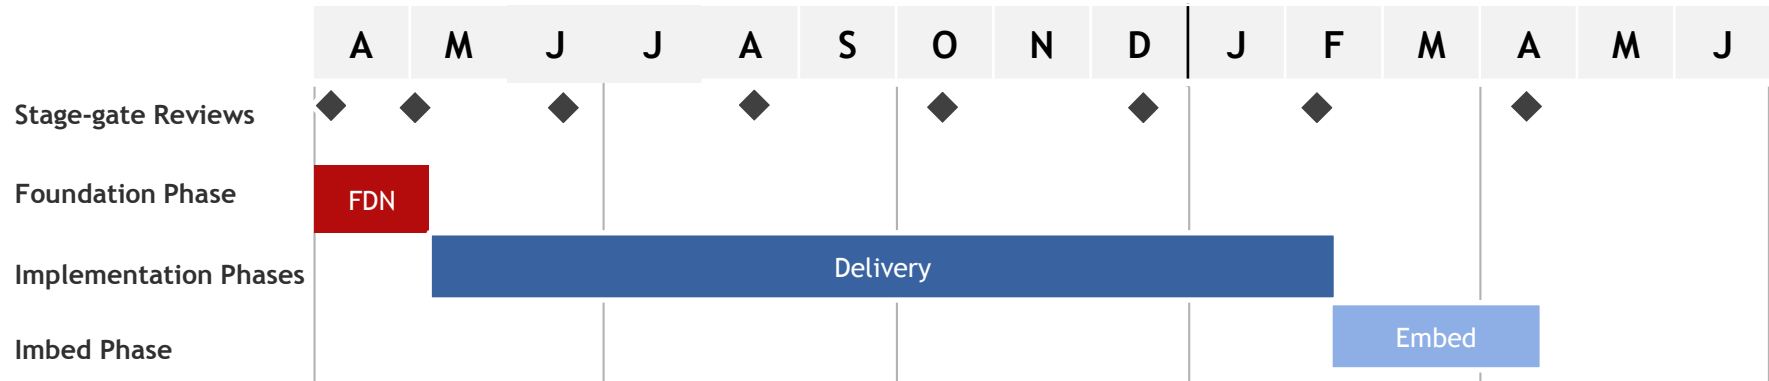 A M J J A S O N D J F M A M J
Stage-gate Reviews
Foundation Phase
FDN
Implementation Phases
Delivery
Imbed Phase
Embed